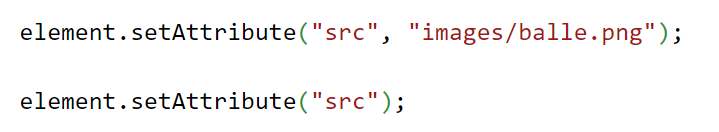 element.setAttribute("src", "images/balle.png");
element.setAttribute("src");